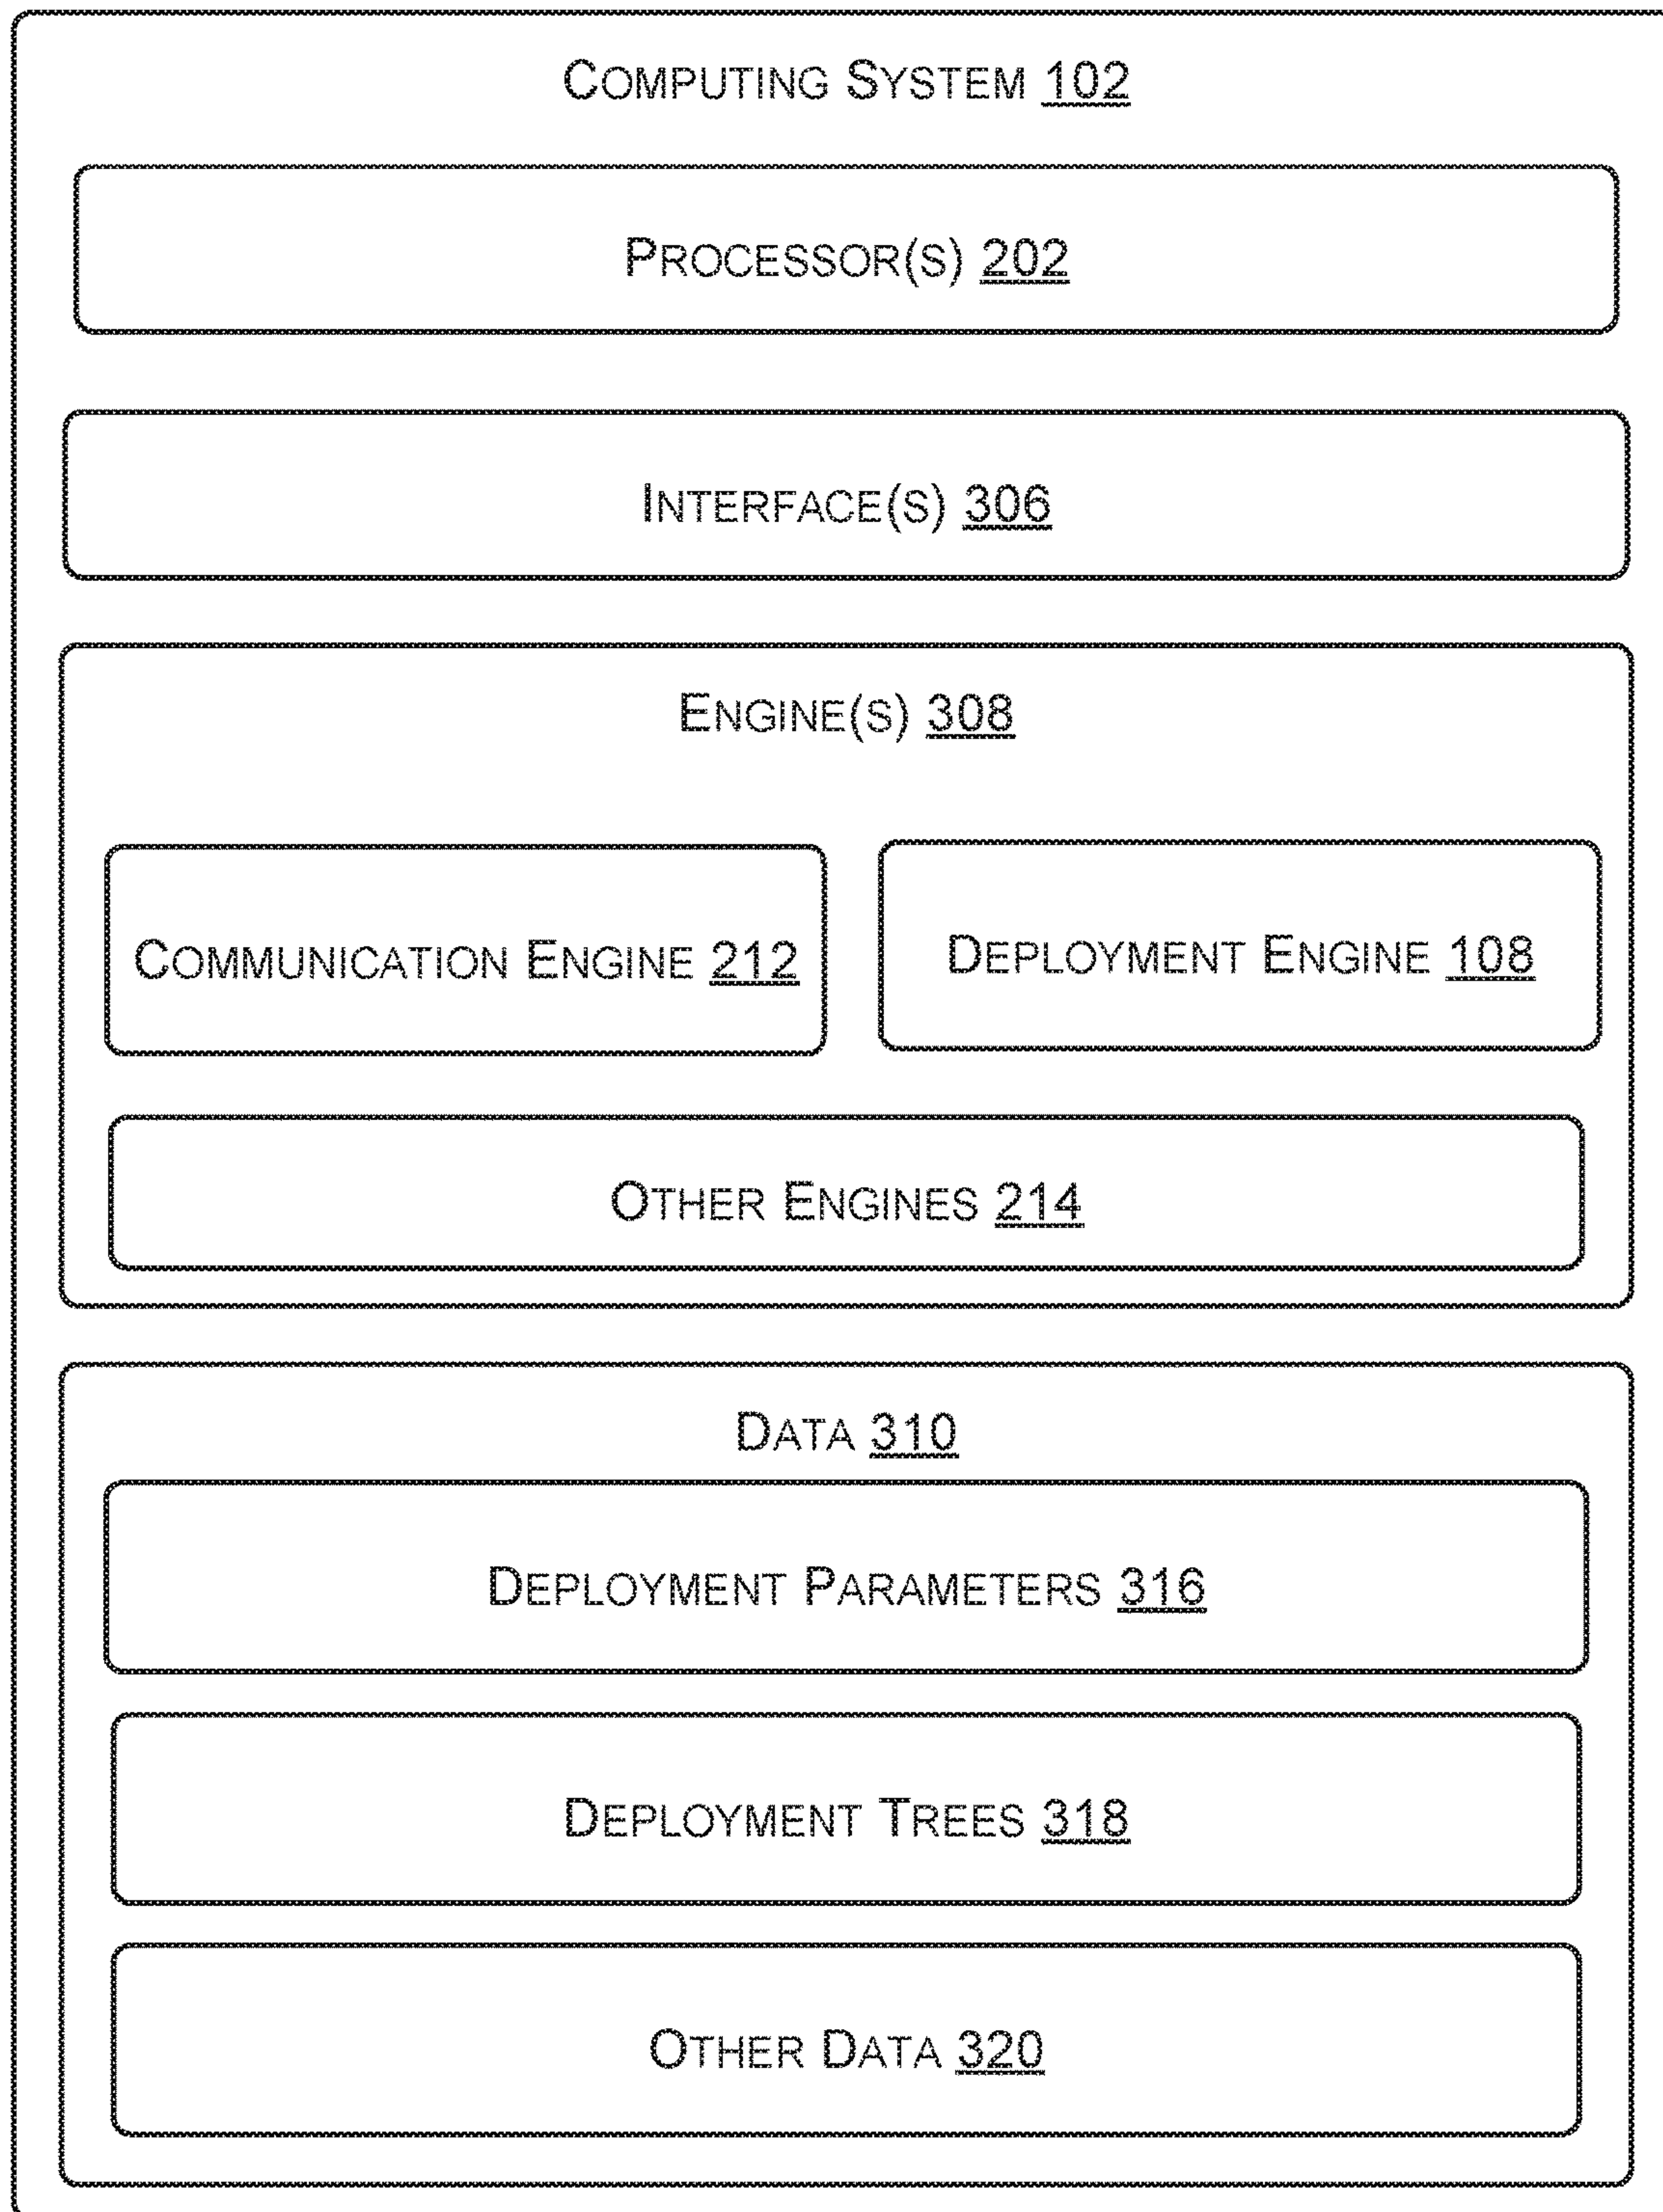 COMPUTING SYSTEM 102
PROCESSOR(S) 202
INTERFACE(S) 306
ENGINE(S) 308
COMMUNICATION ENGINE 212
DEPLOYMENT ENGINE 108
OTHER ENGINES 214
DATA 310
DEPLOYMENT PARAMETERS 316
DEPLOYMENT TREES 318
OTHER DATA 320